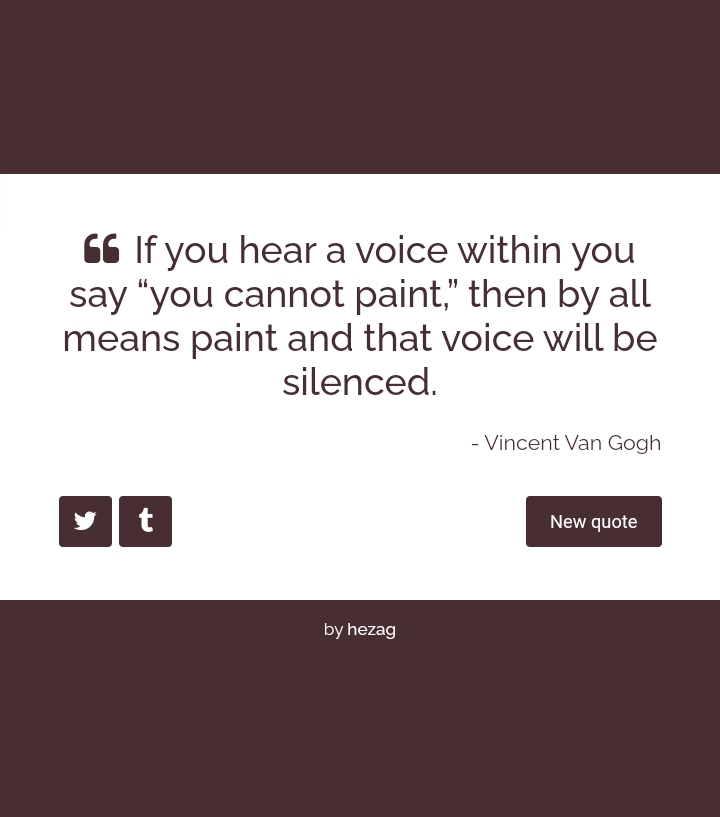 If you hear a voice within you
say “you cannot paint,” then by all
means paint and that voice will be
silenced.
- Vincent Van Gogh
New quote
by hezag